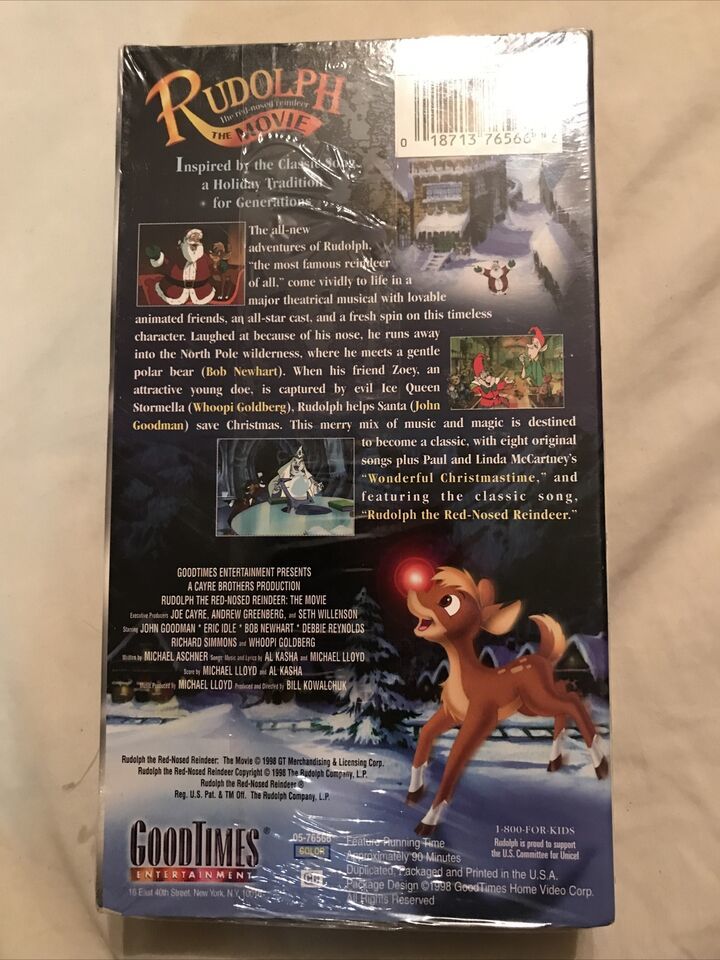 RUDOLPH
the red-nosed reindeer
THE MOVIE
0 18713 76566 2
Inspired by the Classic Song,
a Holiday Tradition
for Generations
The all-new
adventures of Rudolph,
"the most famous reindeer
of all," come vividly to life in a
major theatrical musical with lovable
animated friends, an all-star cast, and a fresh spin on this timeless
character. Laughed at because of his nose, he runs away
into the North Pole wilderness, where he meets a gentle
polar bear (Bob Newhart). When his friend Zoey, an
attractive young doe, is captured by evil Ice Queen
Stormella (Whoopi Goldberg), Rudolph helps Santa (John
Goodman) save Christmas. This merry mix of music and magic is destined
to become a classic, with eight original
songs plus Paul and Linda McCartney's
"Wonderful Christmastime," and
featuring the classic song,
"Rudolph the Red-Nosed Reindeer."
GOODTIMES ENTERTAINMENT PRESENTS
A CAYRE BROTHERS PRODUCTION
RUDOLPH THE RED-NOSED REINDEER: THE MOVIE
Executive Producers JOE CAYRE, ANDREW GREENBERG, and SETH WILLENSON
Starring JOHN GOODMAN * ERIC IDLE * BOB NEWHART * DEBBIE REYNOLDS
RICHARD SIMMONS and WHOOPI GOLDBERG
Written by MICHAEL ASCHNER Songs: Music and Lyrics by AL KASHA and MICHAEL LLOYD
Score by MICHAEL LLOYD and AL KASHA
Music Produced by MICHAEL LLOYD Produced and Directed by BILL KOWALCHUK
Rudolph the Red-Nosed Reindeer: The Movie © 1998 GT Merchandising & Licensing Corp.
Rudolph the Red-Nosed Reindeer Copyright © 1998 The Rudolph Company, L.P.
Rudolph the Red-Nosed Reindeer ®
Reg. U.S. Pat. & TM Off. The Rudolph Company, L.P.
GOODTIMES®
ENTERTAINMENT
16 East 40th Street, New York, N.Y. 10016
05-76566
COLOR
CC
Feature Running Time
Approximately 90 Minutes
Duplicated, Packaged and Printed in the U.S.A.
Package Design ©1998 GoodTimes Home Video Corp.
All Rights Reserved
1-800-FOR-KIDS
Rudolph is proud to support
the U.S. Committee for Unicef